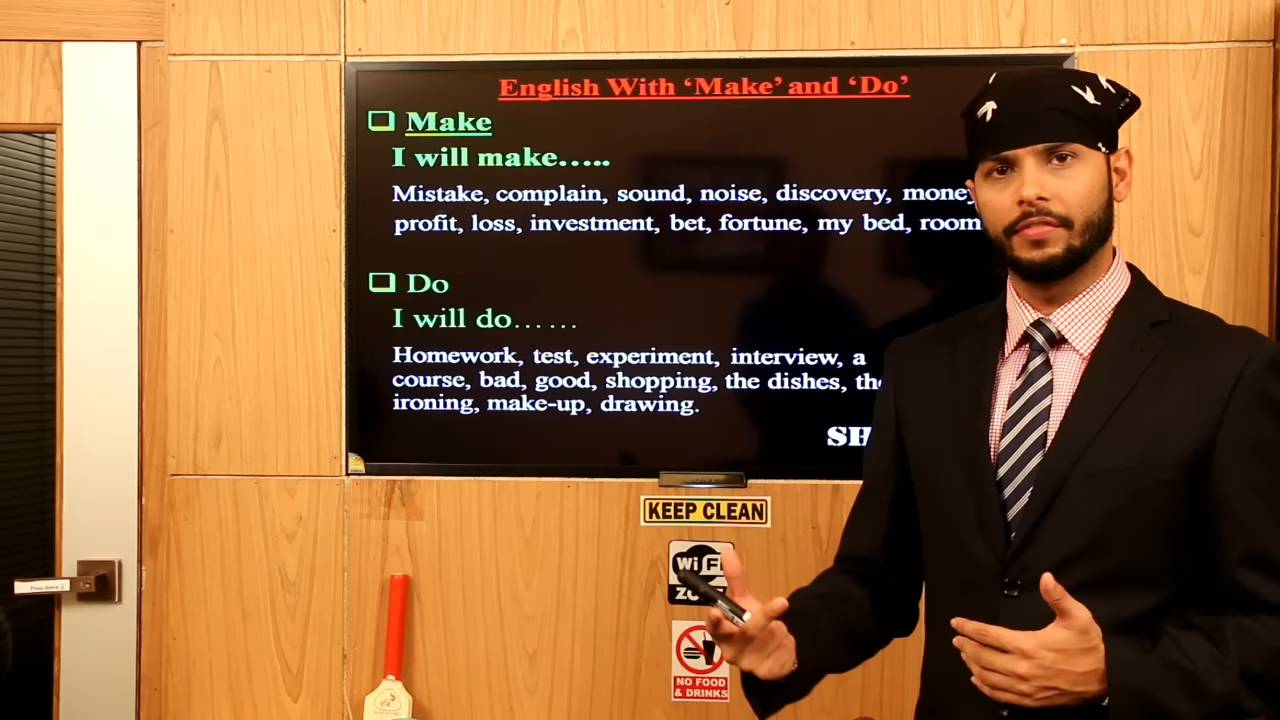 English With ‘Make’ and ‘Do’
Make
I will make…..
Mistake, complain, sound, noise, discovery, money
profit, loss, investment, bet, fortune, my bed, room
Do
I will do……
Homework, test, experiment, interview, a
course, bad, good, shopping, the dishes,
ironing, make-up, drawing.
KEEP CLEAN
Wi Fi
NO FOOD
& DRINKS